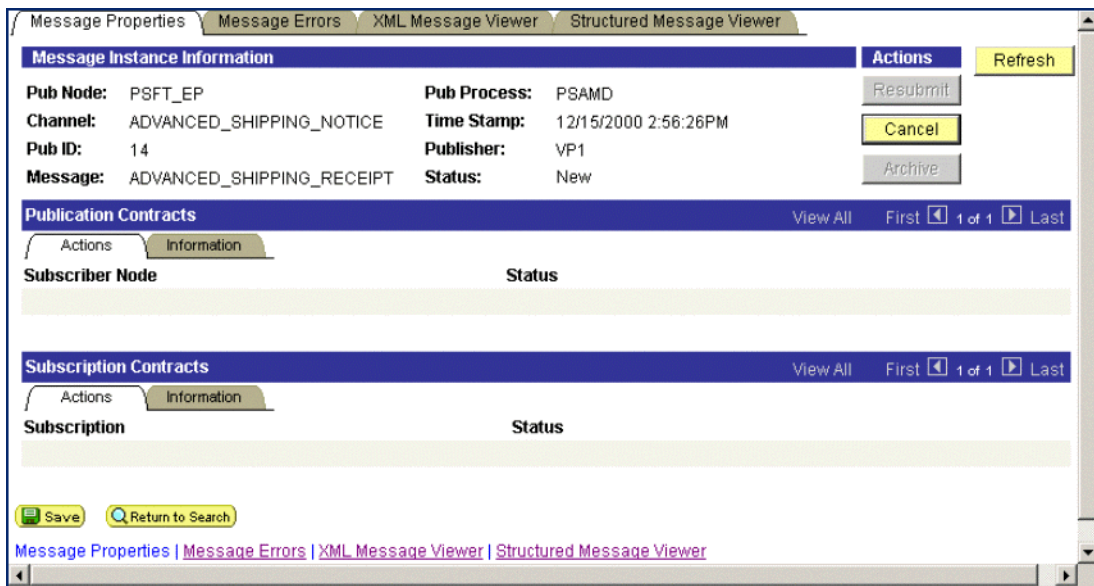 Message Properties Message Errors XML Message Viewer Structured Message Viewer
Message Instance Information Actions Refresh
Pub Node: PSFT_EP Pub Process: PSAMD Resubmit
Channel: ADVANCED_SHIPPING_NOTICE Time Stamp: 12/15/2000 2:56:26PM Cancel
Pub ID: 14 Publisher: VP1
Message: ADVANCED_SHIPPING_RECEIPT Status: New Archive
Publication Contracts View All First 1 of 1 Last
Actions Information
Subscriber Node Status
Subscription Contracts View All First 1 of 1 Last
Actions Information
Subscription Status
Save Return to Search
Message Properties | Message Errors | XML Message Viewer | Structured Message Viewer